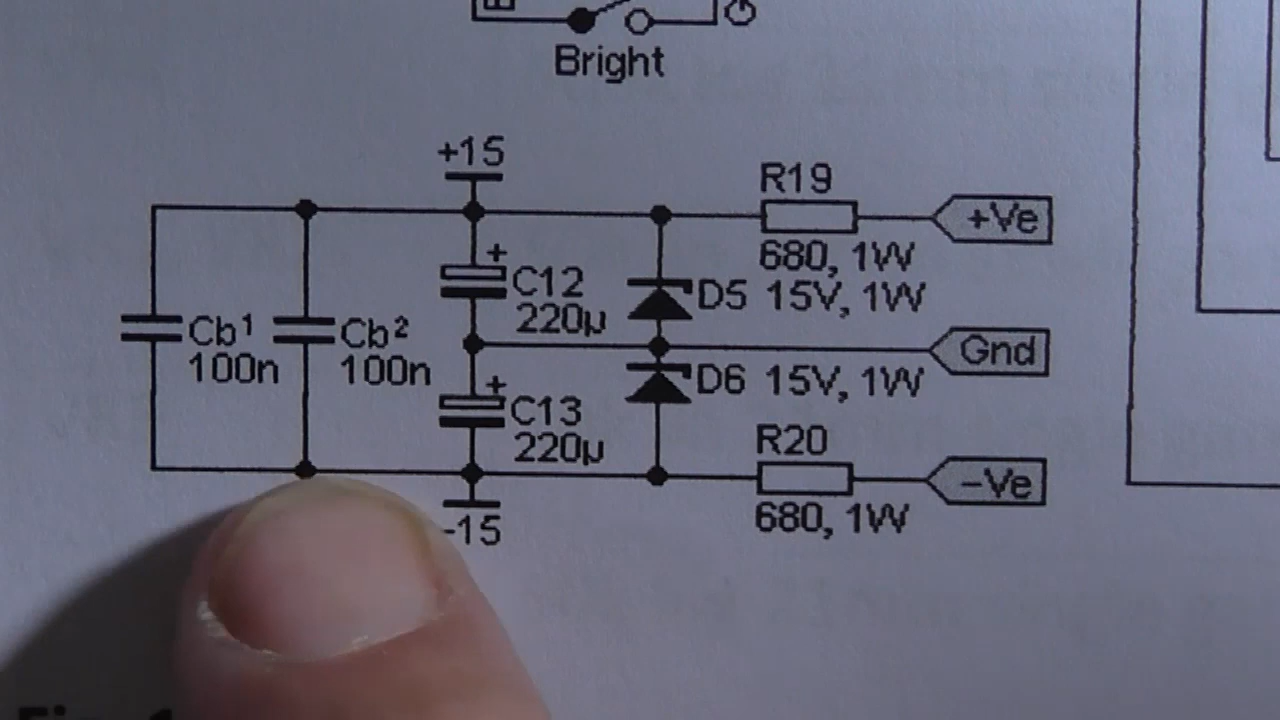 Bright
+15
R19
+Ve
680, 1W
+
C12
D5 15V, 1W
220µ
Cb¹
Cb²
100n
100n
Gnd
+
D6 15V, 1W
C13
220µ
R20
-Ve
680, 1W
-15